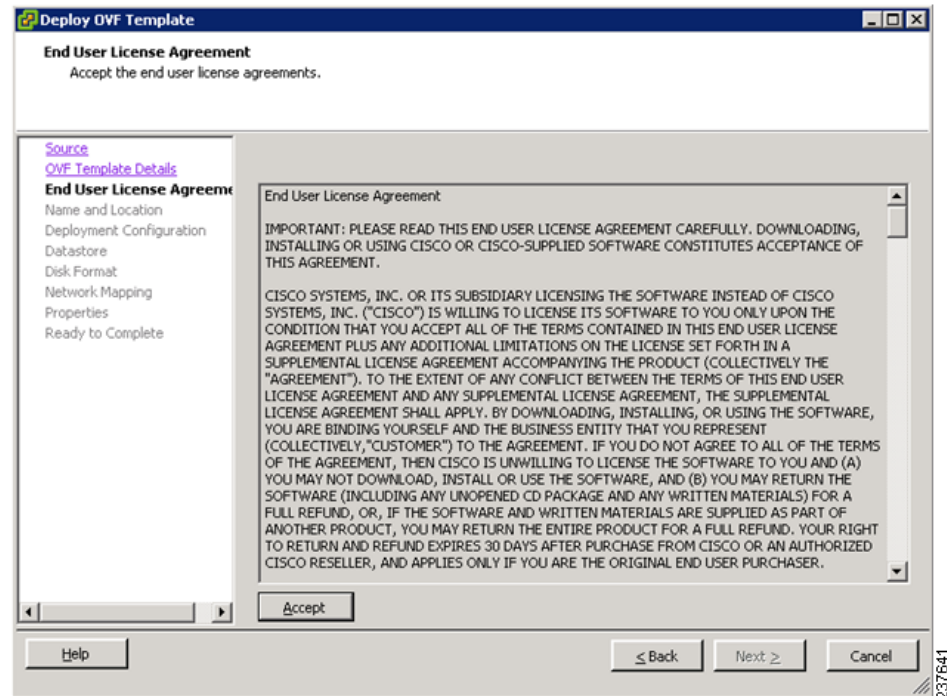 Deploy OVF Template
End User License Agreement
Accept the end user license agreements.
Source
OVF Template Details
End User License Agreeme
Name and Location
Deployment Configuration
Datastore
Disk Format
Network Mapping
Properties
Ready to Complete
End User License Agreement
IMPORTANT: PLEASE READ THIS END USER LICENSE AGREEMENT CAREFULLY. DOWNLOADING,
INSTALLING OR USING CISCO OR CISCO-SUPPLIED SOFTWARE CONSTITUTES ACCEPTANCE OF
THIS AGREEMENT.
CISCO SYSTEMS, INC. OR ITS SUBSIDIARY LICENSING THE SOFTWARE INSTEAD OF CISCO
SYSTEMS, INC. ("CISCO") IS WILLING TO LICENSE ITS SOFTWARE TO YOU ONLY UPON THE
CONDITION THAT YOU ACCEPT ALL OF THE TERMS CONTAINED IN THIS END USER LICENSE
AGREEMENT PLUS ANY ADDITIONAL LIMITATIONS ON THE LICENSE SET FORTH IN A
SUPPLEMENTAL LICENSE AGREEMENT ACCOMPANYING THE PRODUCT (COLLECTIVELY THE
"AGREEMENT"). TO THE EXTENT OF ANY CONFLICT BETWEEN THE TERMS OF THIS END USER
LICENSE AGREEMENT AND ANY SUPPLEMENTAL LICENSE AGREEMENT, THE SUPPLEMENTAL
LICENSE AGREEMENT SHALL APPLY. BY DOWNLOADING, INSTALLING, OR USING THE SOFTWARE,
YOU ARE BINDING YOURSELF AND THE BUSINESS ENTITY THAT YOU REPRESENT
(COLLECTIVELY,"CUSTOMER") TO THE AGREEMENT. IF YOU DO NOT AGREE TO ALL OF THE TERMS
OF THE AGREEMENT, THEN CISCO IS UNWILLING TO LICENSE THE SOFTWARE TO YOU AND (A)
YOU MAY NOT DOWNLOAD, INSTALL OR USE THE SOFTWARE, AND (B) YOU MAY RETURN THE
SOFTWARE (INCLUDING ANY UNOPENED CD PACKAGE AND ANY WRITTEN MATERIALS) FOR A
FULL REFUND, OR, IF THE SOFTWARE AND WRITTEN MATERIALS ARE SUPPLIED AS PART OF
ANOTHER PRODUCT, YOU MAY RETURN THE ENTIRE PRODUCT FOR A FULL REFUND. YOUR RIGHT
TO RETURN AND REFUND EXPIRES 30 DAYS AFTER PURCHASE FROM CISCO OR AN AUTHORIZED
CISCO RESELLER, AND APPLIES ONLY IF YOU ARE THE ORIGINAL END USER PURCHASER.
Accept
Help
≤ Back
Next ≥
Cancel
237641